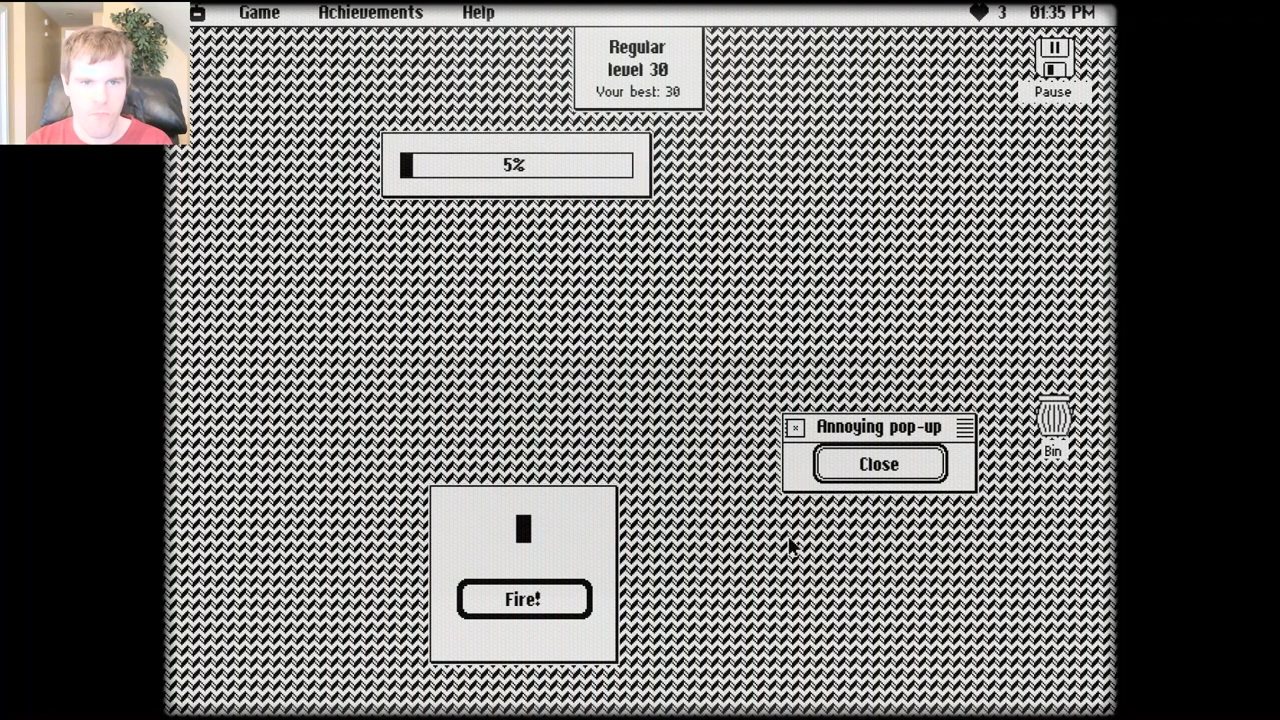 Game Achievements Help 3 01:35 PM
Regular
level 30
Your best: 30
Pause
5%
Annoying pop-up
Close
Bin
Fire!